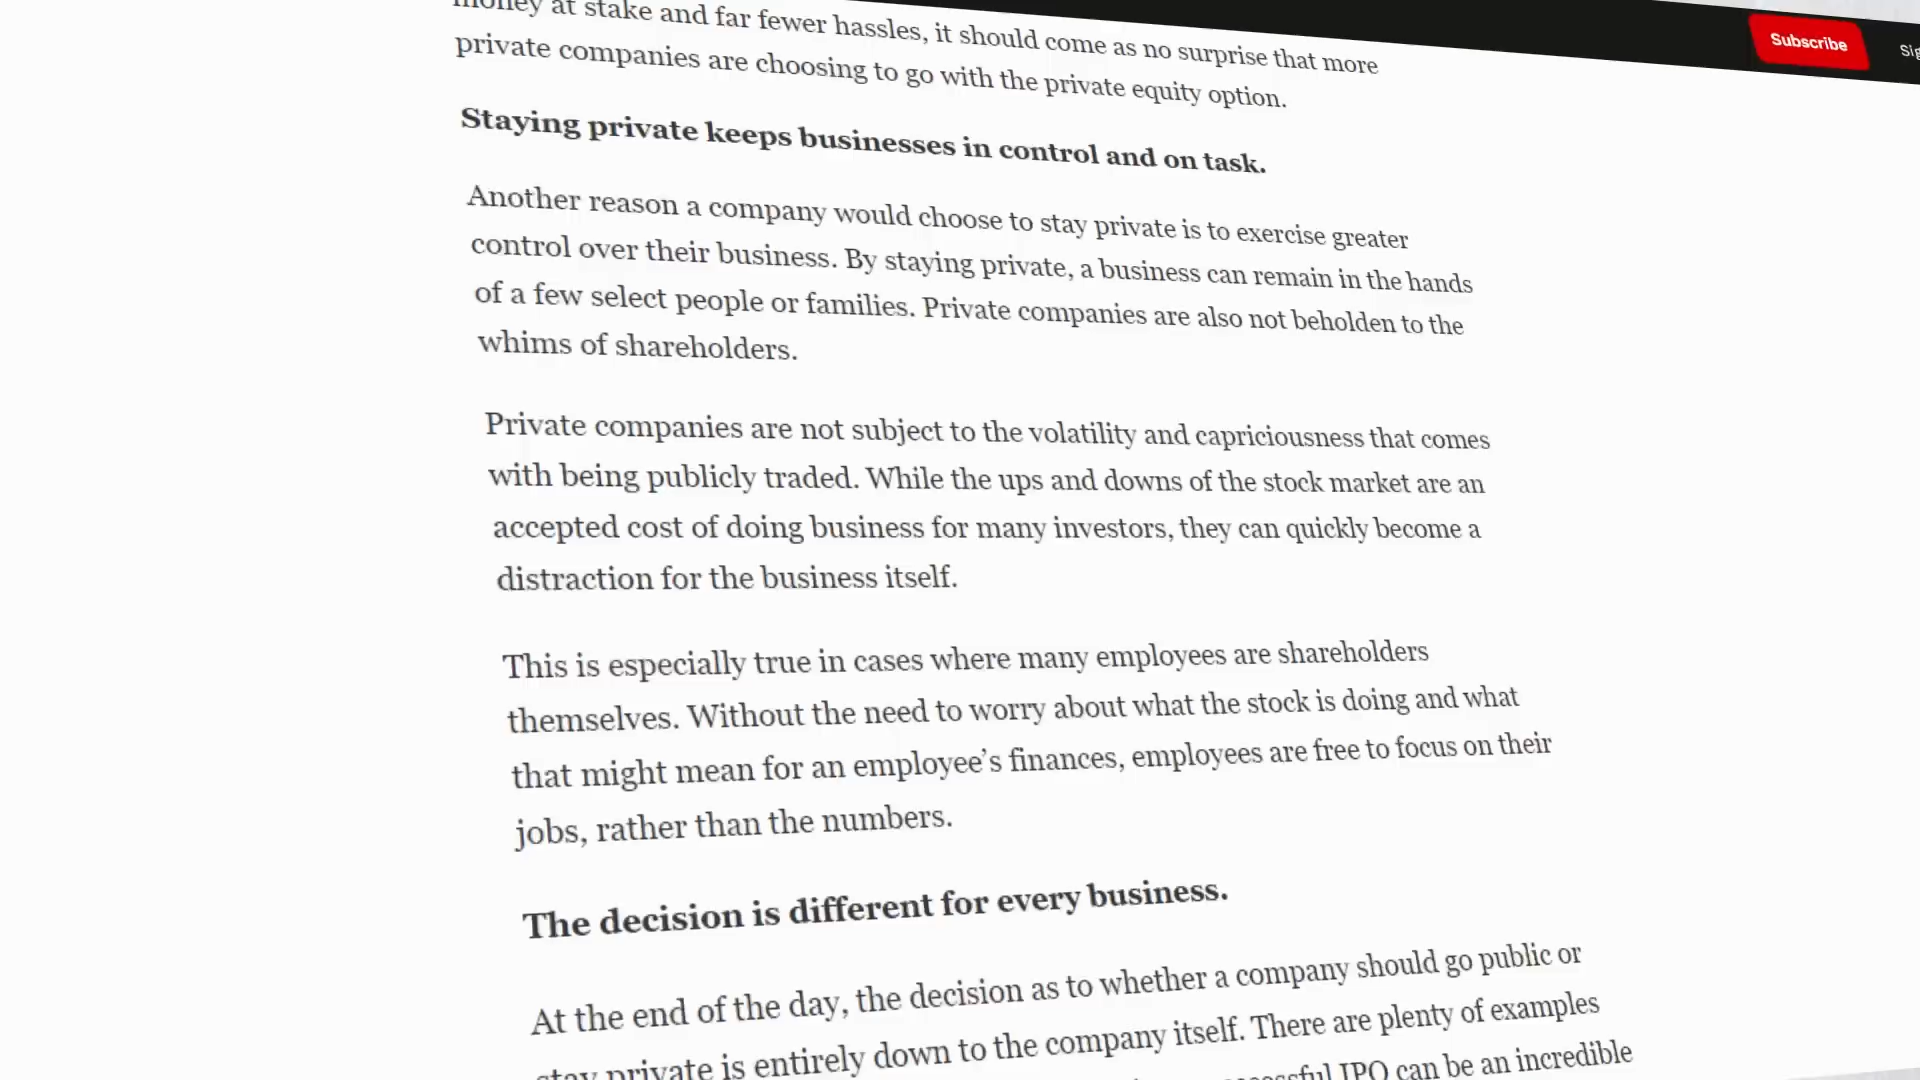 money at stake and far fewer hassles, it should come as no surprise that more
private companies are choosing to go with the private equity option.
Subscribe
Staying private keeps businesses in control and on task.
Another reason a company would choose to stay private is to exercise greater
control over their business. By staying private, a business can remain in the hands
of a few select people or families. Private companies are also not beholden to the
whims of shareholders.
Private companies are not subject to the volatility and capriciousness that comes
with being publicly traded. While the ups and downs of the stock market are an
accepted cost of doing business for many investors, they can quickly become a
distraction for the business itself.
This is especially true in cases where many employees are shareholders
themselves. Without the need to worry about what the stock is doing and what
that might mean for an employee’s finances, employees are free to focus on their
jobs, rather than the numbers.
The decision is different for every business.
At the end of the day, the decision as to whether a company should go public or
stay private is entirely down to the company itself. There are plenty of examples
IPO can be an incredible